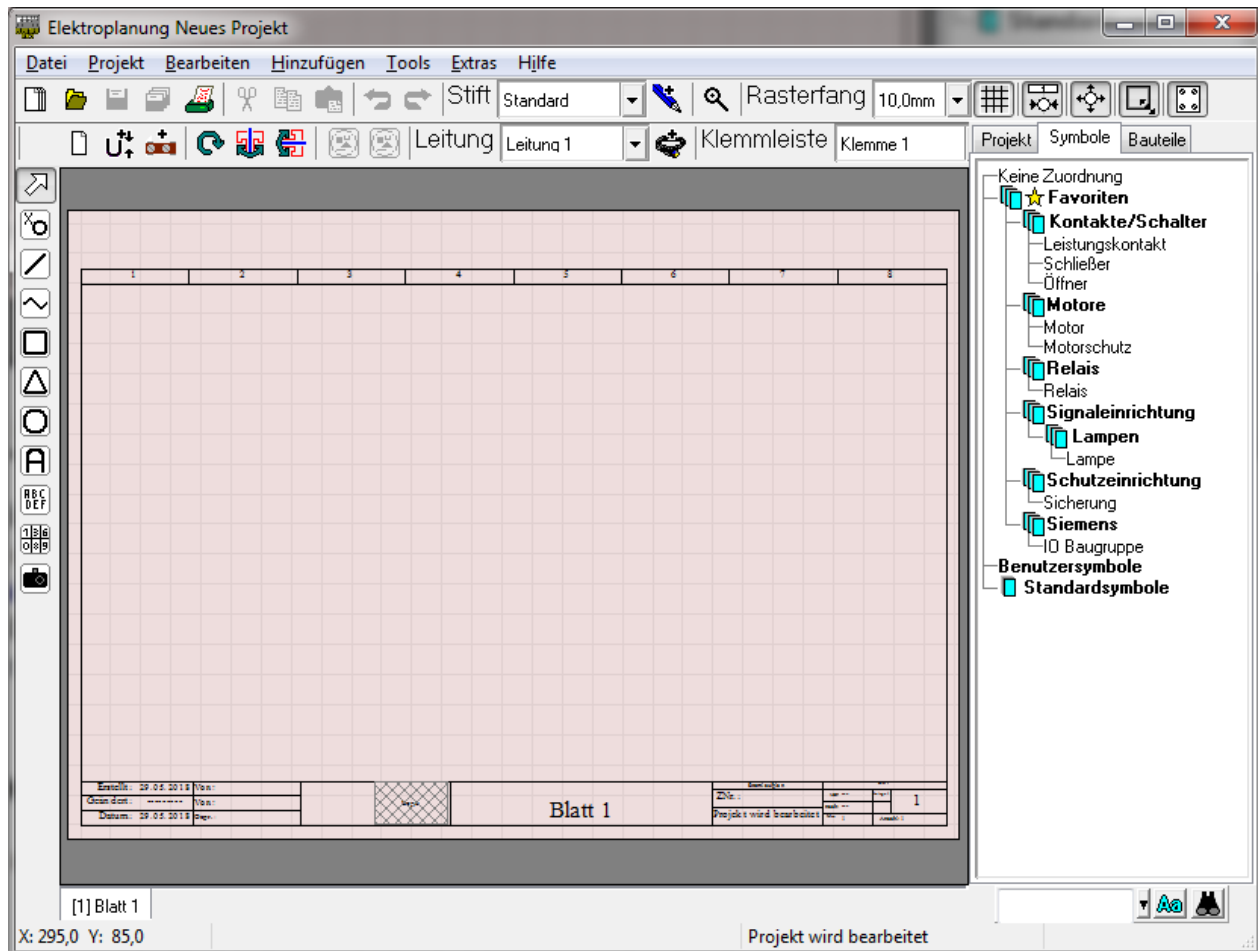 Elektroplanung Neues Projekt
Datei Projekt Bearbeiten Hinzufügen Tools Extras Hilfe
Stift Standard Rasterfang 10,0mm
Leitung Leitung 1 Klemmleiste Klemme 1
Projekt Symbole Bauteile
Keine Zuordnung
Favoriten
Kontakte/Schalter
Leistungskontakt
Schließer
Öffner
Motore
Motor
Motorschutz
Relais
Relais
Signaleinrichtung
Lampen
Lampe
Schutzeinrichtung
Sicherung
Siemens
IO Baugruppe
Benutzersymbole
Standardsymbole
1 2 3 4 5 6 7 8
Erstellt: 29.05.2018 Von:
Geändert: --------- Von:
Datum: 29.05.2018 Gepr.:
Blatt 1
ZNr.:
Projekt wird bearbeitet
1
[1] Blatt 1
X: 295,0 Y: 85,0
Projekt wird bearbeitet